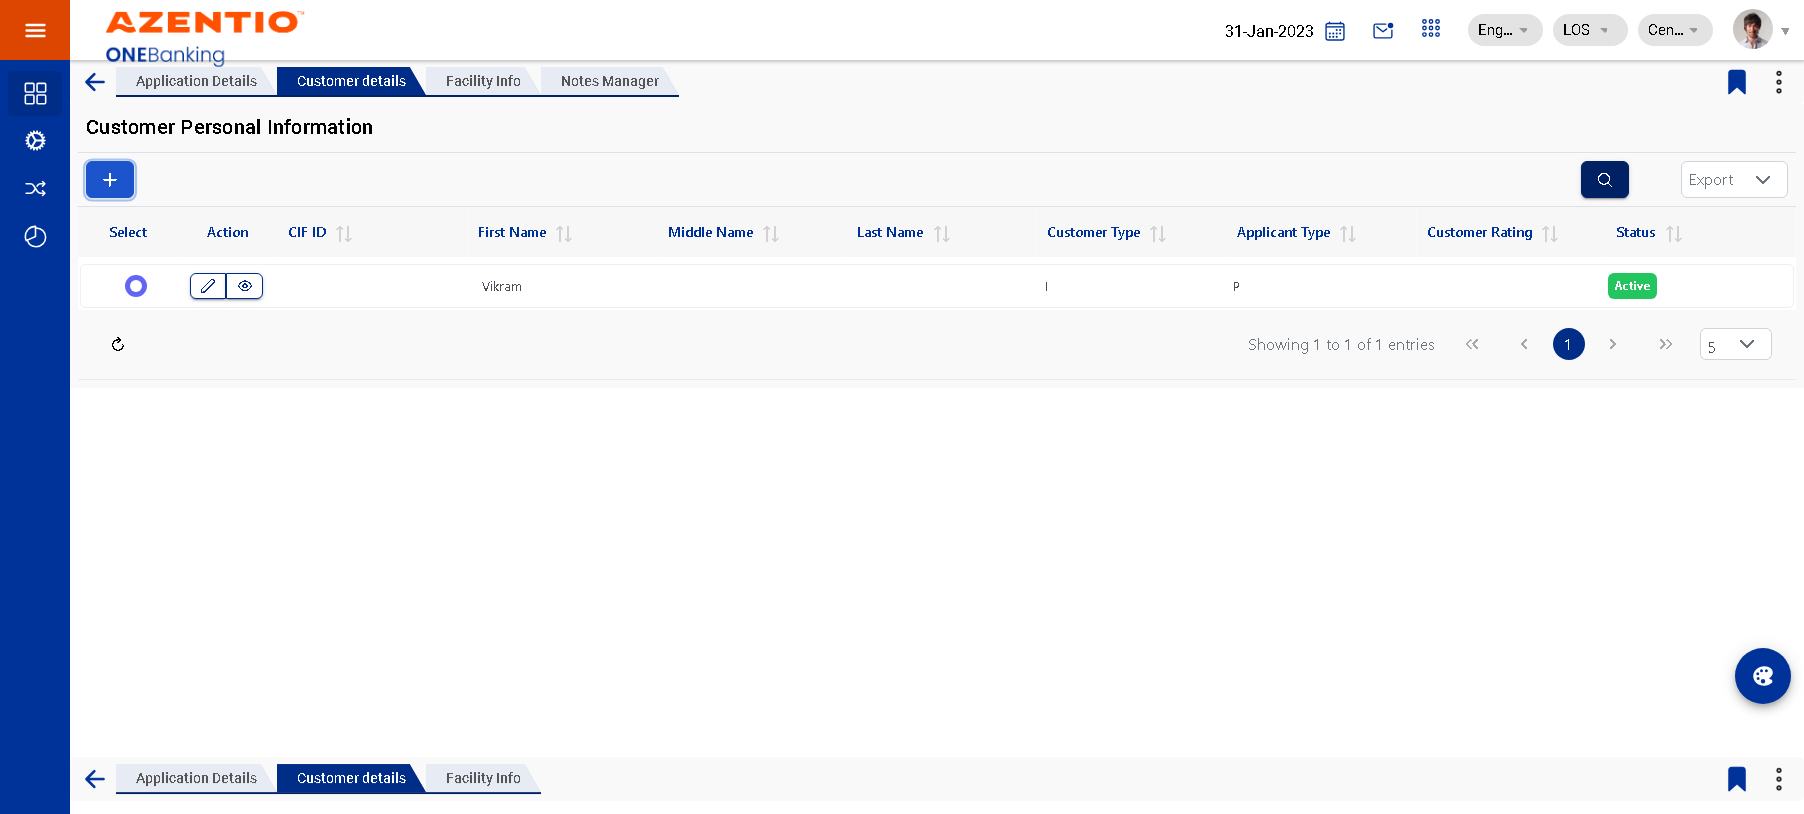 AZENTIO™
ONEBanking
31-Jan-2023
Eng...
LOS
Cen...
Application Details
Customer details
Facility Info
Notes Manager
Customer Personal Information
+
Export
Select
Action
CIF ID
First Name
Middle Name
Last Name
Customer Type
Applicant Type
Customer Rating
Status
Vikram
I
P
Active
Showing 1 to 1 of 1 entries
1
5
Application Details
Customer details
Facility Info